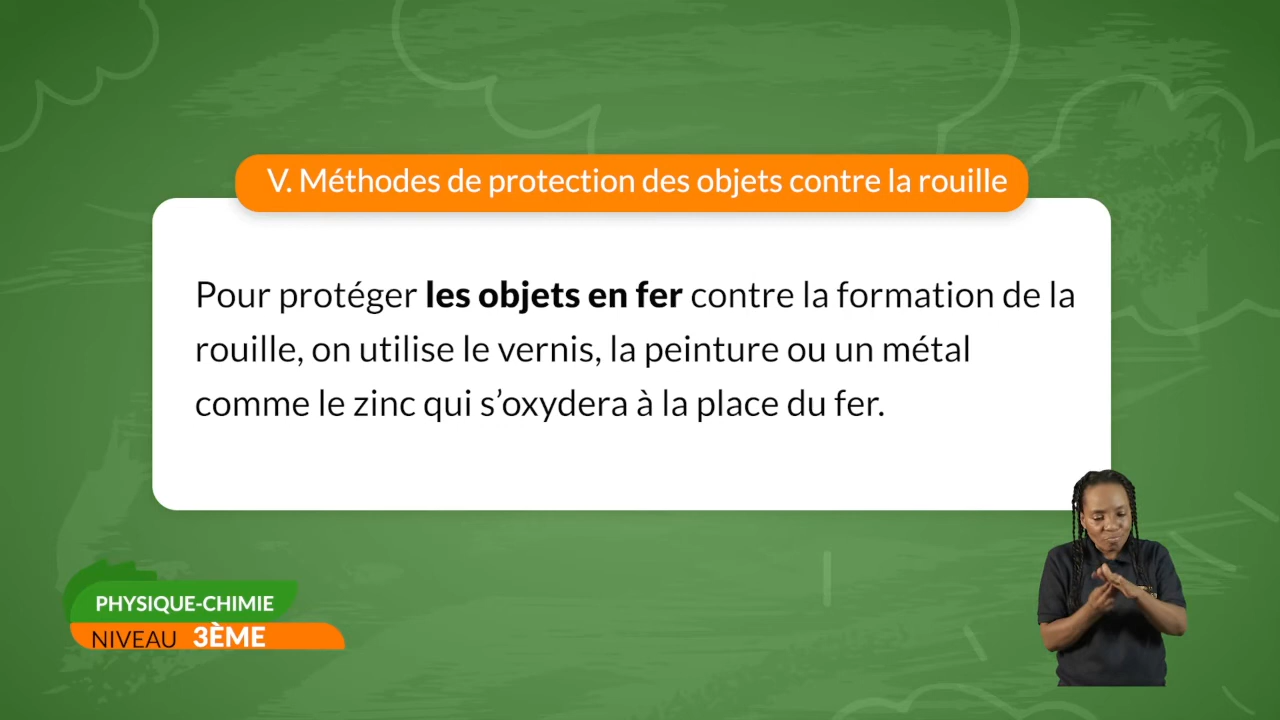 V. Méthodes de protection des objets contre la rouille
Pour protéger les objets en fer contre la formation de la
rouille, on utilise le vernis, la peinture ou un métal
comme le zinc qui s’oxydera à la place du fer.
PHYSIQUE-CHIMIE
NIVEAU 3ÈME